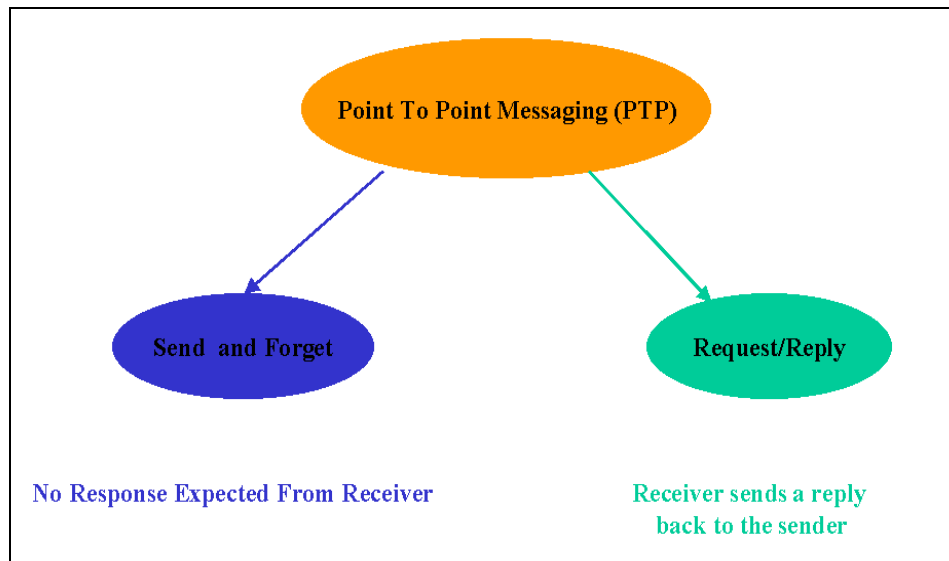 Point To Point Messaging (PTP)
Send and Forget
Request/Reply
No Response Expected From Receiver
Receiver sends a reply
back to the sender